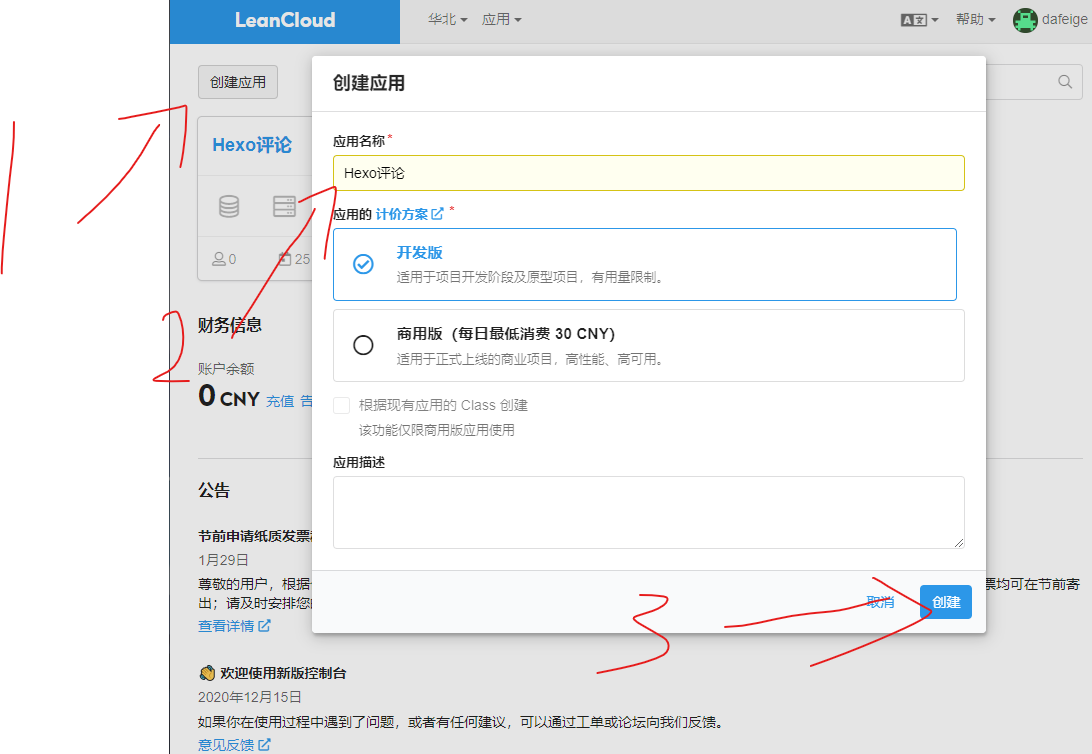 LeanCloud
华北
应用
A文
帮助
dafeige
创建应用
创建应用
Hexo评论
应用名称*
Hexo评论
应用的 计价方案 *
开发版
适用于项目开发阶段及原型项目，有用量限制。
0
25
商用版（每日最低消费 30 CNY）
适用于正式上线的商业项目，高性能、高可用。
财务信息
账户余额
0 CNY 充值 告
根据现有应用的 Class 创建
该功能仅限商用版应用使用
应用描述
公告
节前申请纸质发票
1月29日
尊敬的用户，根据
票均可在节前寄
出；请及时安排您
查看详情
取消
创建
欢迎使用新版控制台
2020年12月15日
如果你在使用过程中遇到了问题，或者有任何建议，可以通过工单或论坛向我们反馈。
意见反馈
1
2
3